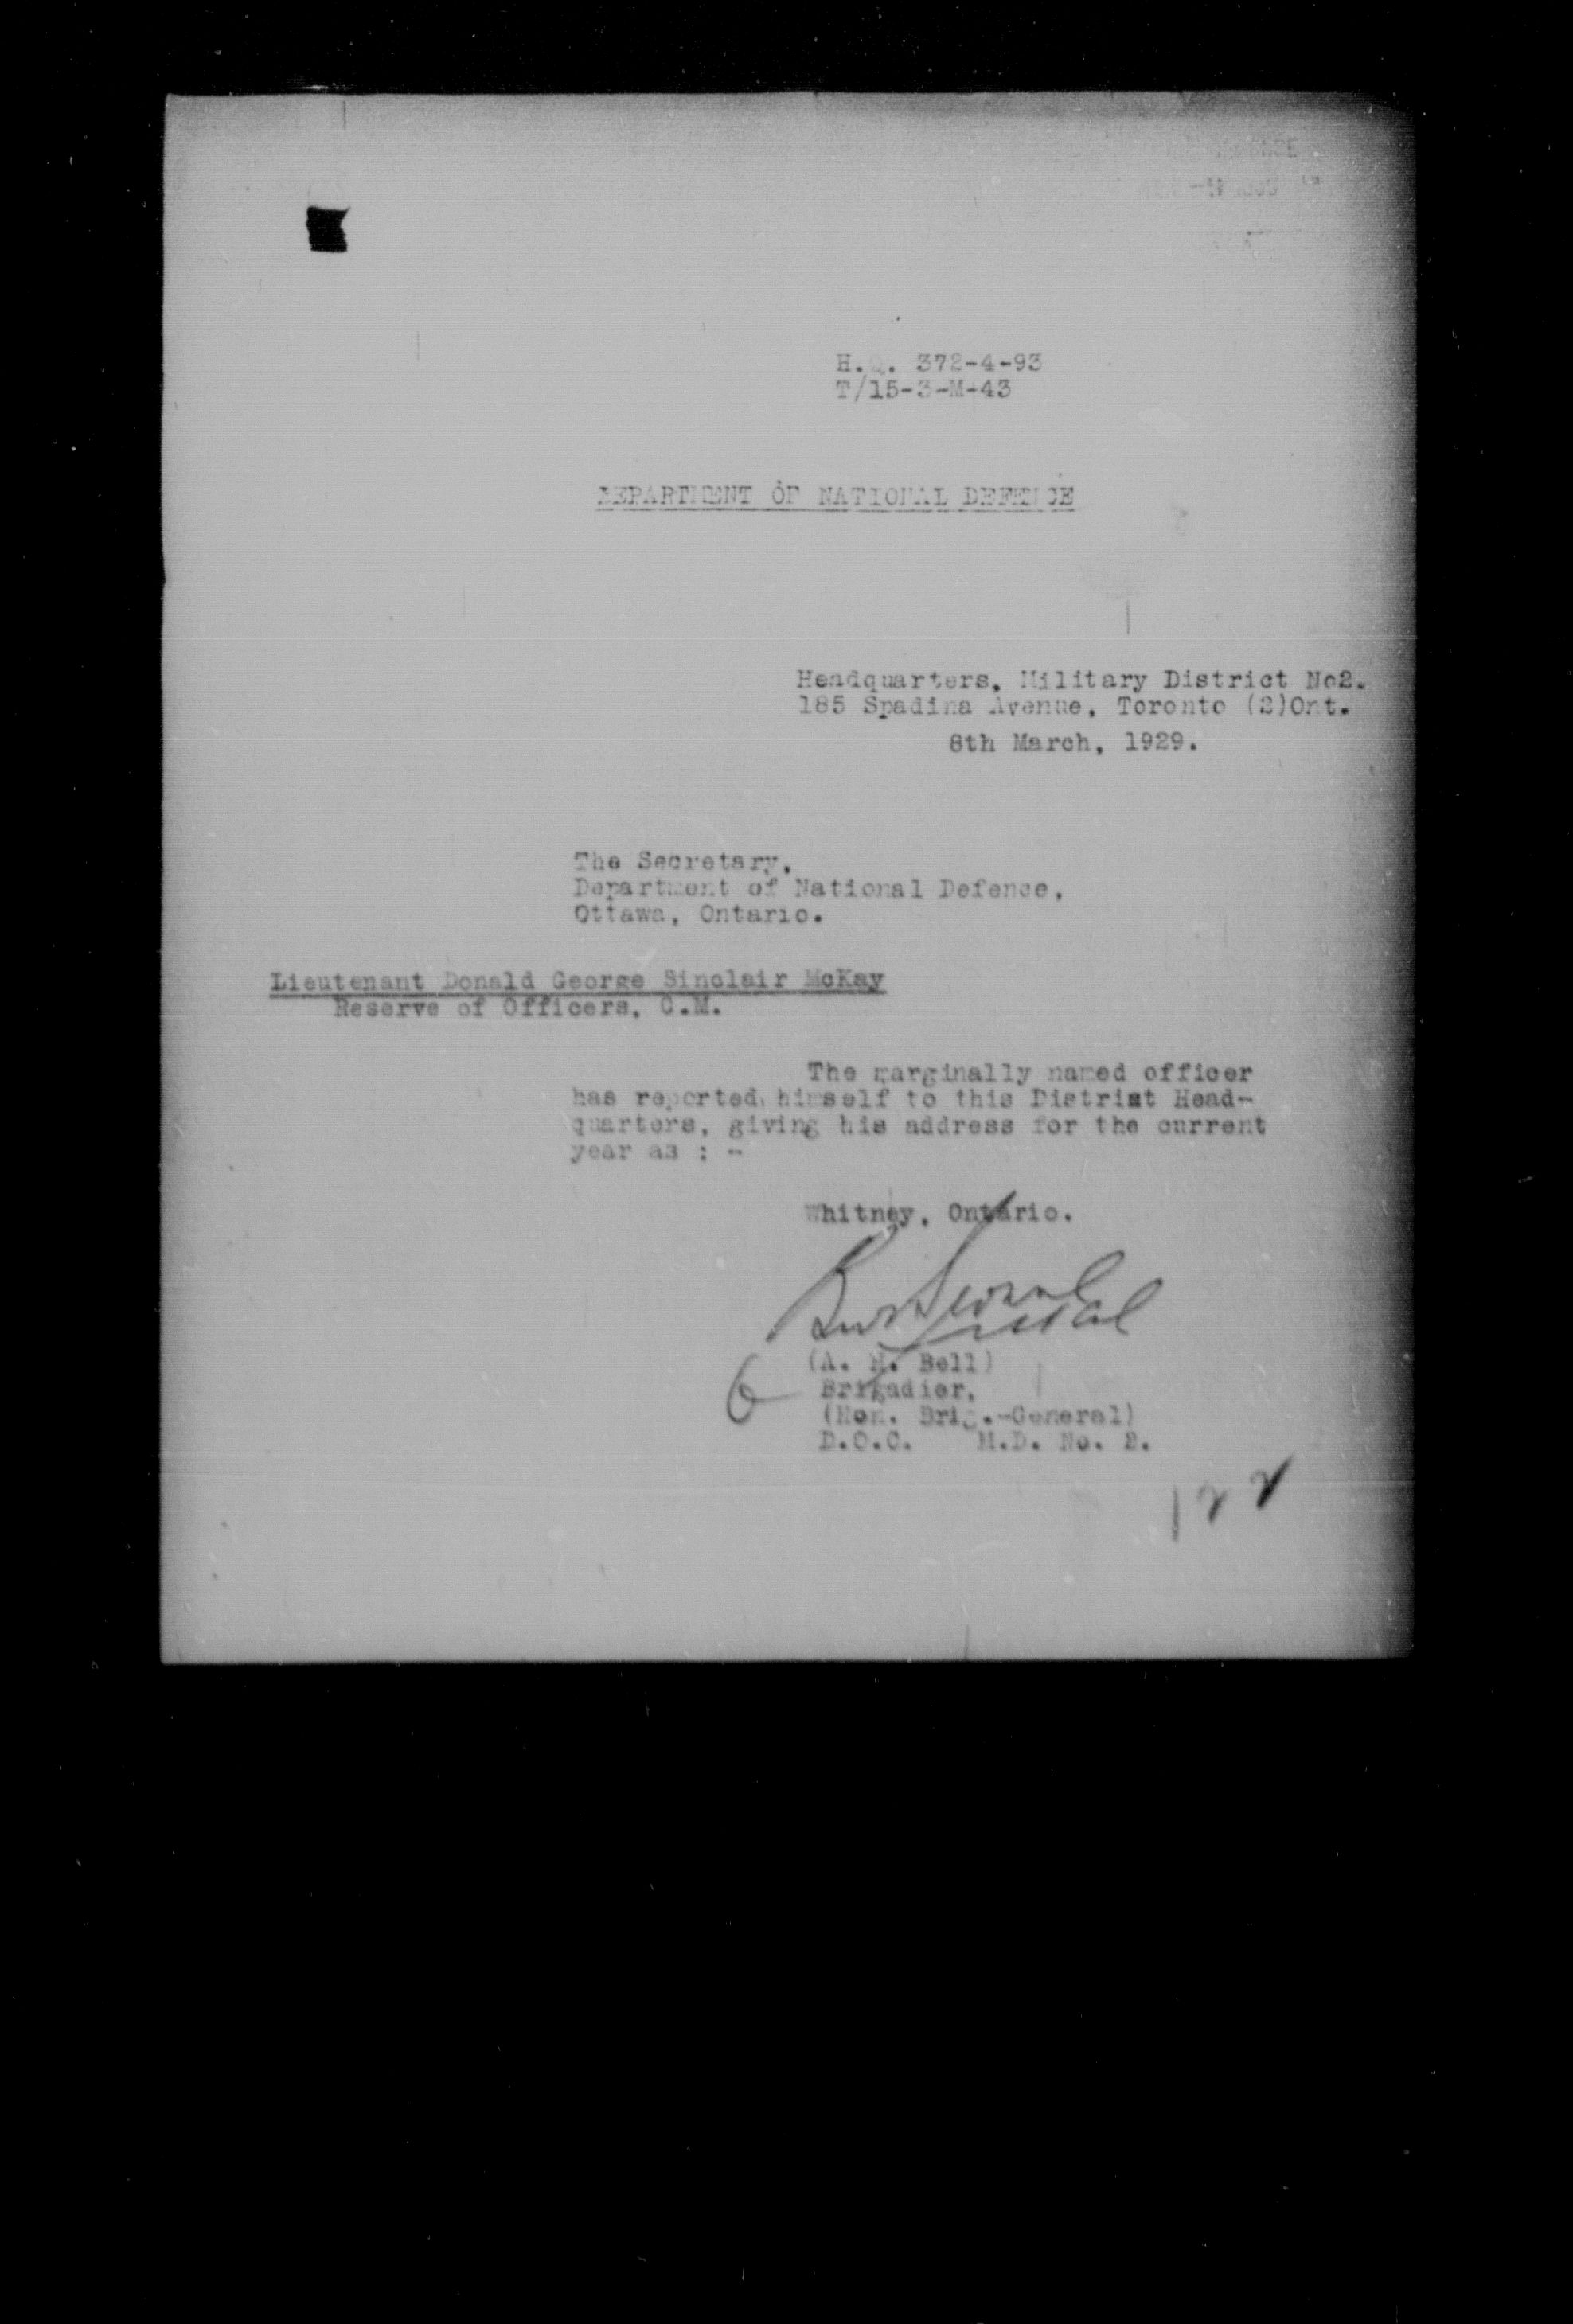 H.Q. 372-4-93
T/15-3-M-43
DEPARTMENT OF NATIONAL DEFENCE
Headquarters, Military District No2.
185 Spadina Avenue, Toronto (2)Ont.
8th March, 1929.
The Secretary,
Department of National Defence,
Ottawa, Ontario.
Lieutenant Donald George Sinclair McKay
Reserve of Officers, C.M.
The marginally named officer
has reported himself to this District Head-
quarters, giving his address for the current
year as : -
Whitney, Ontario.
(A. H. Bell)
6 Brigadier,
(Hon. Brig.-General)
D.O.C. M.D. No. 2.
122